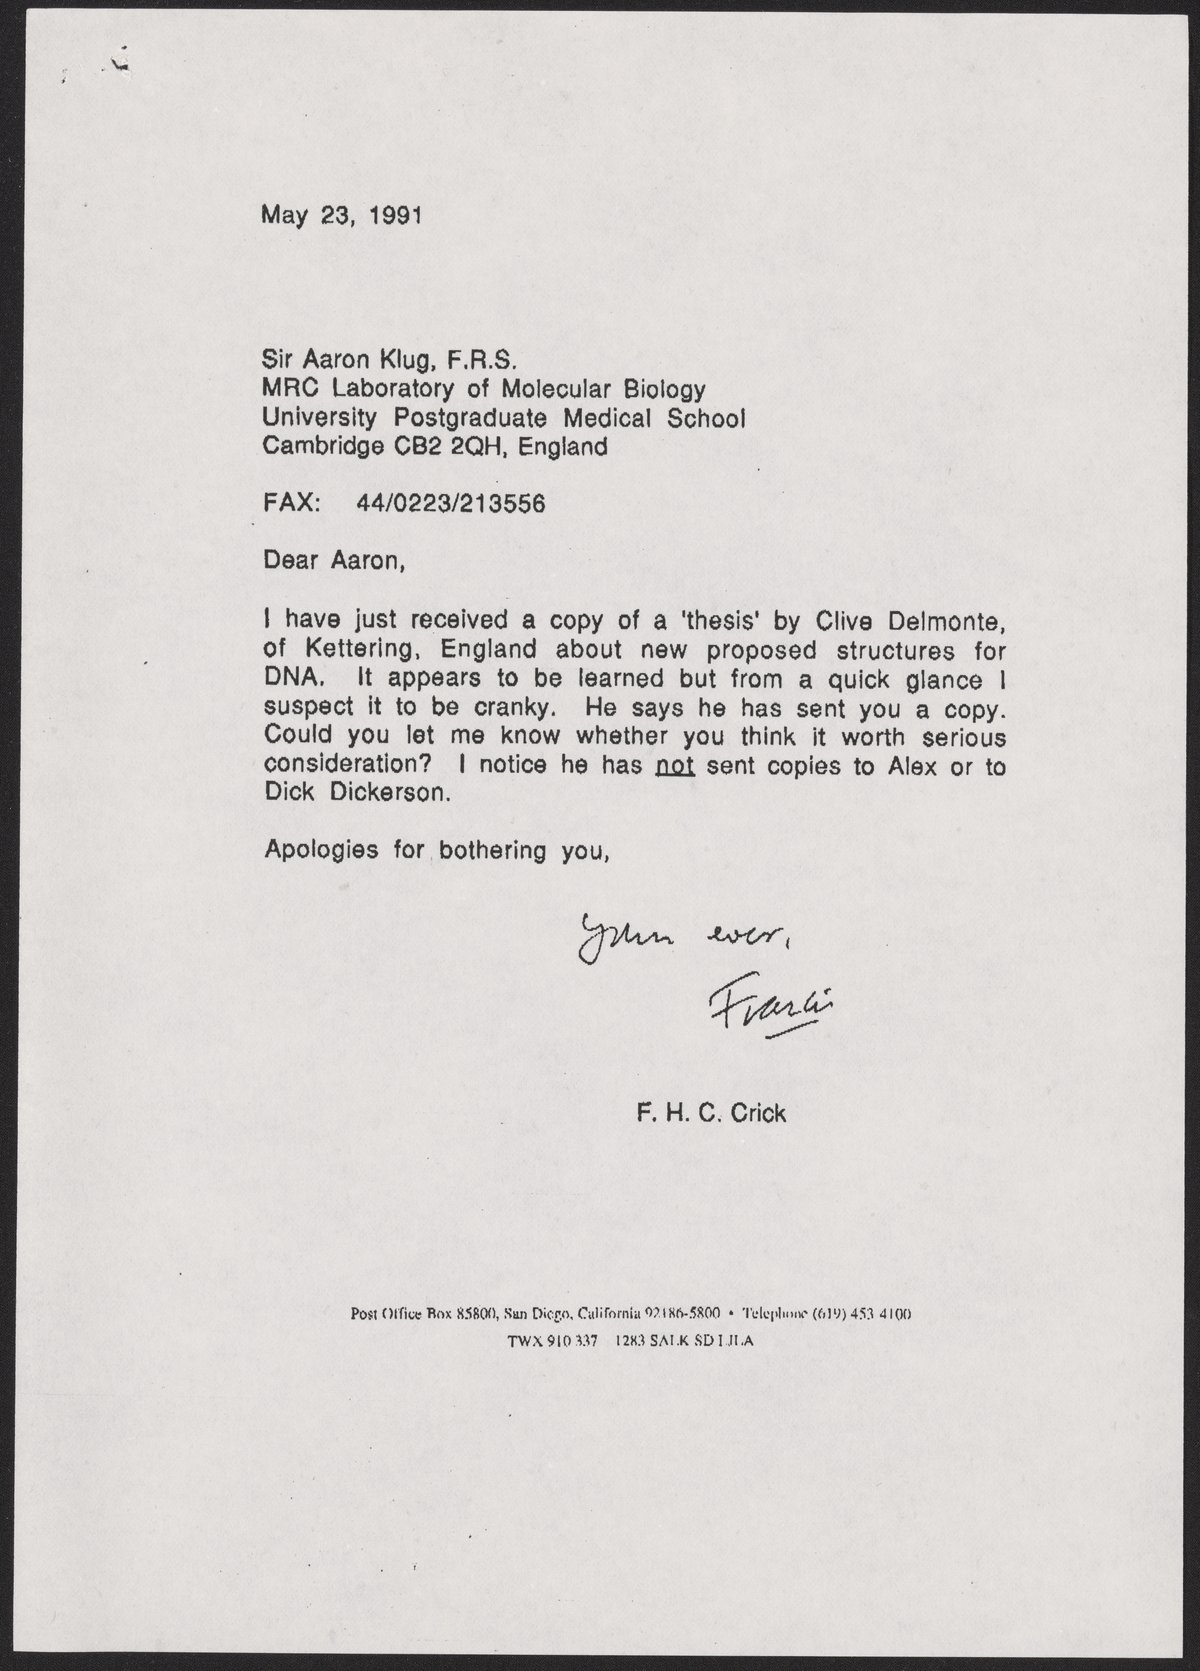 May 23, 1991
Sir Aaron Klug, F.R.S.
MRC Laboratory of Molecular Biology
University Postgraduate Medical School
Cambridge CB2 2QH, England
FAX: 44/0223/213556
Dear Aaron,
I have just received a copy of a 'thesis' by Clive Delmonte,
of Kettering, England about new proposed structures for
DNA. It appears to be learned but from a quick glance I
suspect it to be cranky. He says he has sent you a copy.
Could you let me know whether you think it worth serious
consideration? I notice he has not sent copies to Alex or to
Dick Dickerson.
Apologies for bothering you,
Yours ever,
Francis
F. H. C. Crick
Post Office Box 85800, San Diego, California 92186-5800 • Telephone (619) 453 4100
TWX 910 337 1283 SALK SD LJLA